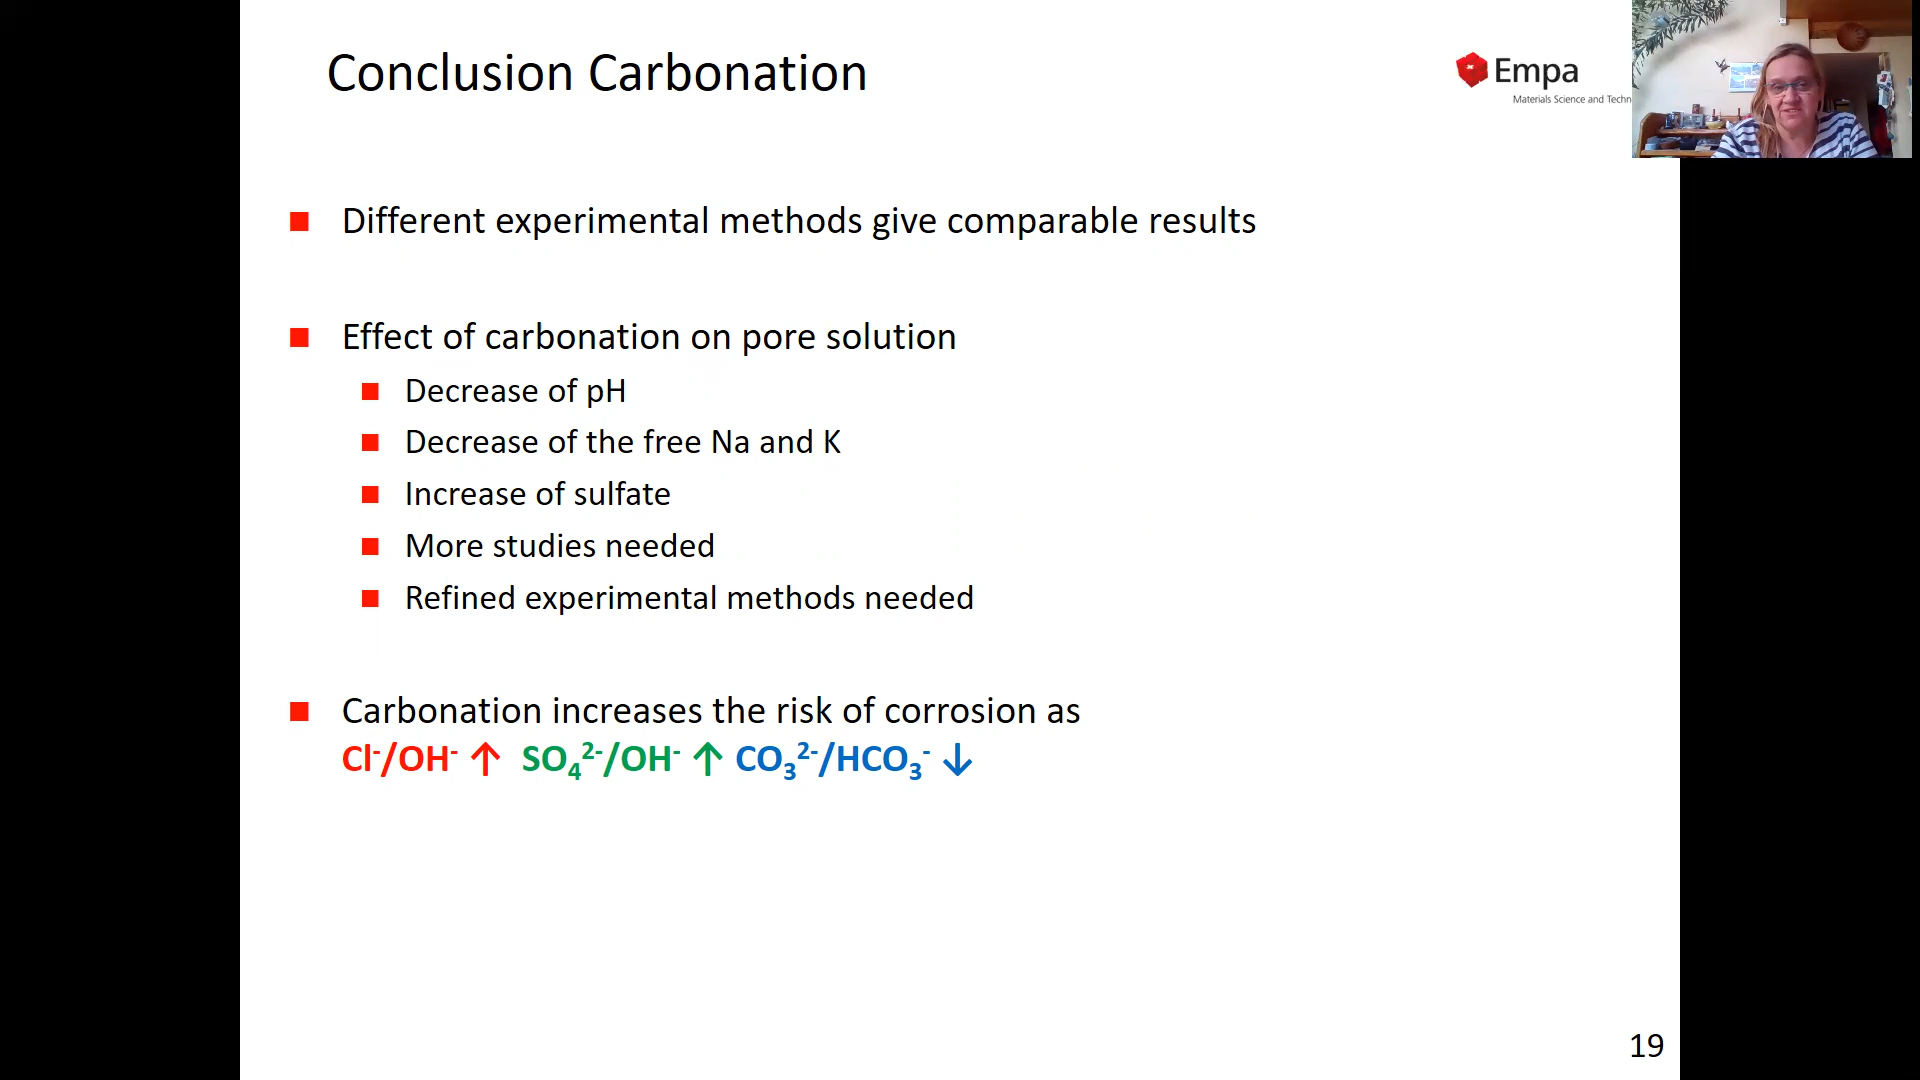 Conclusion Carbonation
Empa
Materials Science and Techn
Different experimental methods give comparable results
Effect of carbonation on pore solution
Decrease of pH
Decrease of the free Na and K
Increase of sulfate
More studies needed
Refined experimental methods needed
Carbonation increases the risk of corrosion as
Cl⁻/OH⁻ ↑ SO₄²⁻/OH⁻ ↑ CO₃²⁻/HCO₃⁻ ↓
19